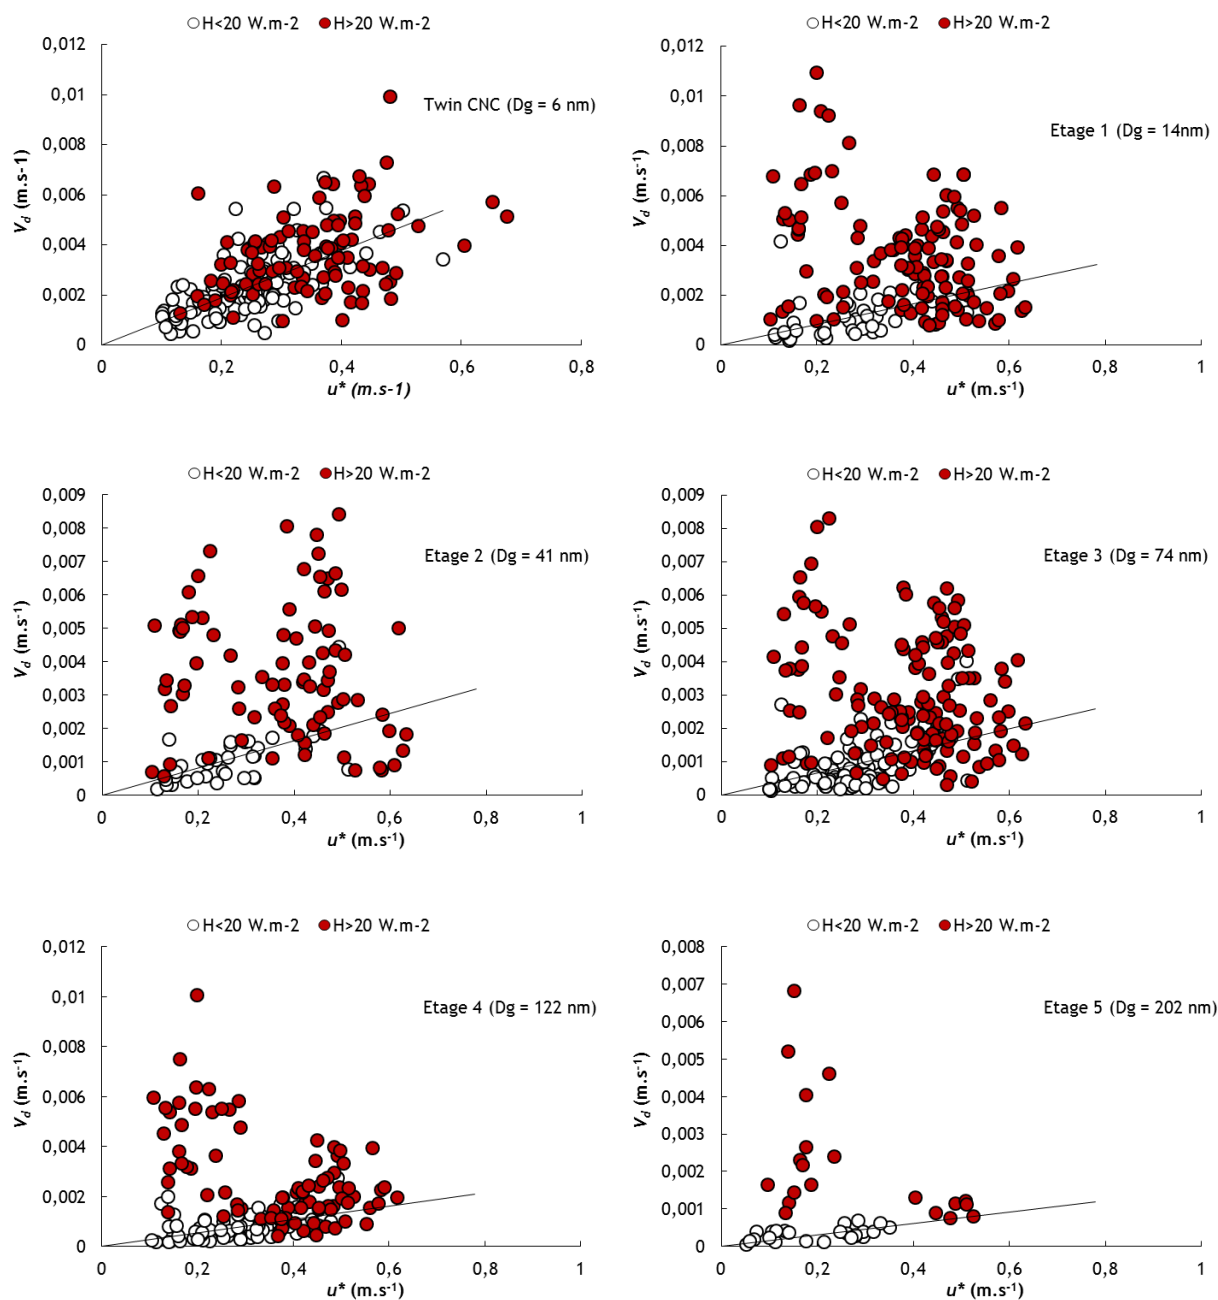 H<20 W.m-2 H>20 W.m-2
0,012
0,01
0,008
0,006
0,004
0,002
0
V_d (m.s-1)
Twin CNC (Dg = 6 nm)
0 0,2 0,4 0,6 0,8
u* (m.s-1)
H<20 W.m-2 H>20 W.m-2
0,012
0,01
0,008
0,006
0,004
0,002
0
V_d (m.s⁻¹)
Etage 1 (Dg = 14nm)
0 0,2 0,4 0,6 0,8 1
u* (m.s⁻¹)
H<20 W.m-2 H>20 W.m-2
0,009
0,008
0,007
0,006
0,005
0,004
0,003
0,002
0,001
0
V_d (m.s⁻¹)
Etage 2 (Dg = 41 nm)
0 0,2 0,4 0,6 0,8 1
u* (m.s⁻¹)
H<20 W.m-2 H>20 W.m-2
0,009
0,008
0,007
0,006
0,005
0,004
0,003
0,002
0,001
0
V_d (m.s⁻¹)
Etage 3 (Dg = 74 nm)
0 0,2 0,4 0,6 0,8 1
u* (m.s⁻¹)
H<20 W.m-2 H>20 W.m-2
0,012
0,01
0,008
0,006
0,004
0,002
0
V_d (m.s⁻¹)
Etage 4 (Dg = 122 nm)
0 0,2 0,4 0,6 0,8 1
u* (m.s⁻¹)
H<20 W.m-2 H>20 W.m-2
0,008
0,007
0,006
0,005
0,004
0,003
0,002
0,001
0
V_d (m.s⁻¹)
Etage 5 (Dg = 202 nm)
0 0,2 0,4 0,6 0,8 1
u* (m.s⁻¹)